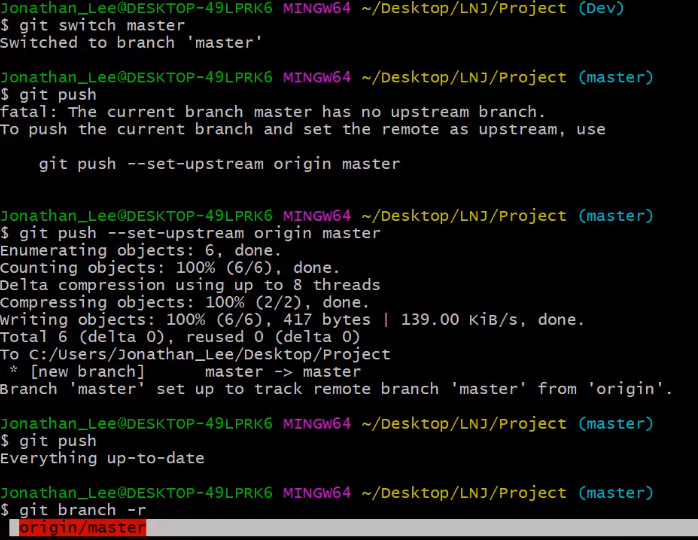 Jonathan_Lee@DESKTOP-49LPRK6 MINGW64 ~/Desktop/LNJ/Project (Dev)
$ git switch master
Switched to branch 'master'
Jonathan_Lee@DESKTOP-49LPRK6 MINGW64 ~/Desktop/LNJ/Project (master)
$ git push
fatal: The current branch master has no upstream branch.
To push the current branch and set the remote as upstream, use
git push --set-upstream origin master
Jonathan_Lee@DESKTOP-49LPRK6 MINGW64 ~/Desktop/LNJ/Project (master)
$ git push --set-upstream origin master
Enumerating objects: 6, done.
Counting objects: 100% (6/6), done.
Delta compression using up to 8 threads
Compressing objects: 100% (2/2), done.
Writing objects: 100% (6/6), 417 bytes | 139.00 KiB/s, done.
Total 6 (delta 0), reused 0 (delta 0)
To C:/Users/Jonathan_Lee/Desktop/Project
* [new branch] master -> master
Branch 'master' set up to track remote branch 'master' from 'origin'.
Jonathan_Lee@DESKTOP-49LPRK6 MINGW64 ~/Desktop/LNJ/Project (master)
$ git push
Everything up-to-date
Jonathan_Lee@DESKTOP-49LPRK6 MINGW64 ~/Desktop/LNJ/Project (master)
$ git branch -r
origin/master